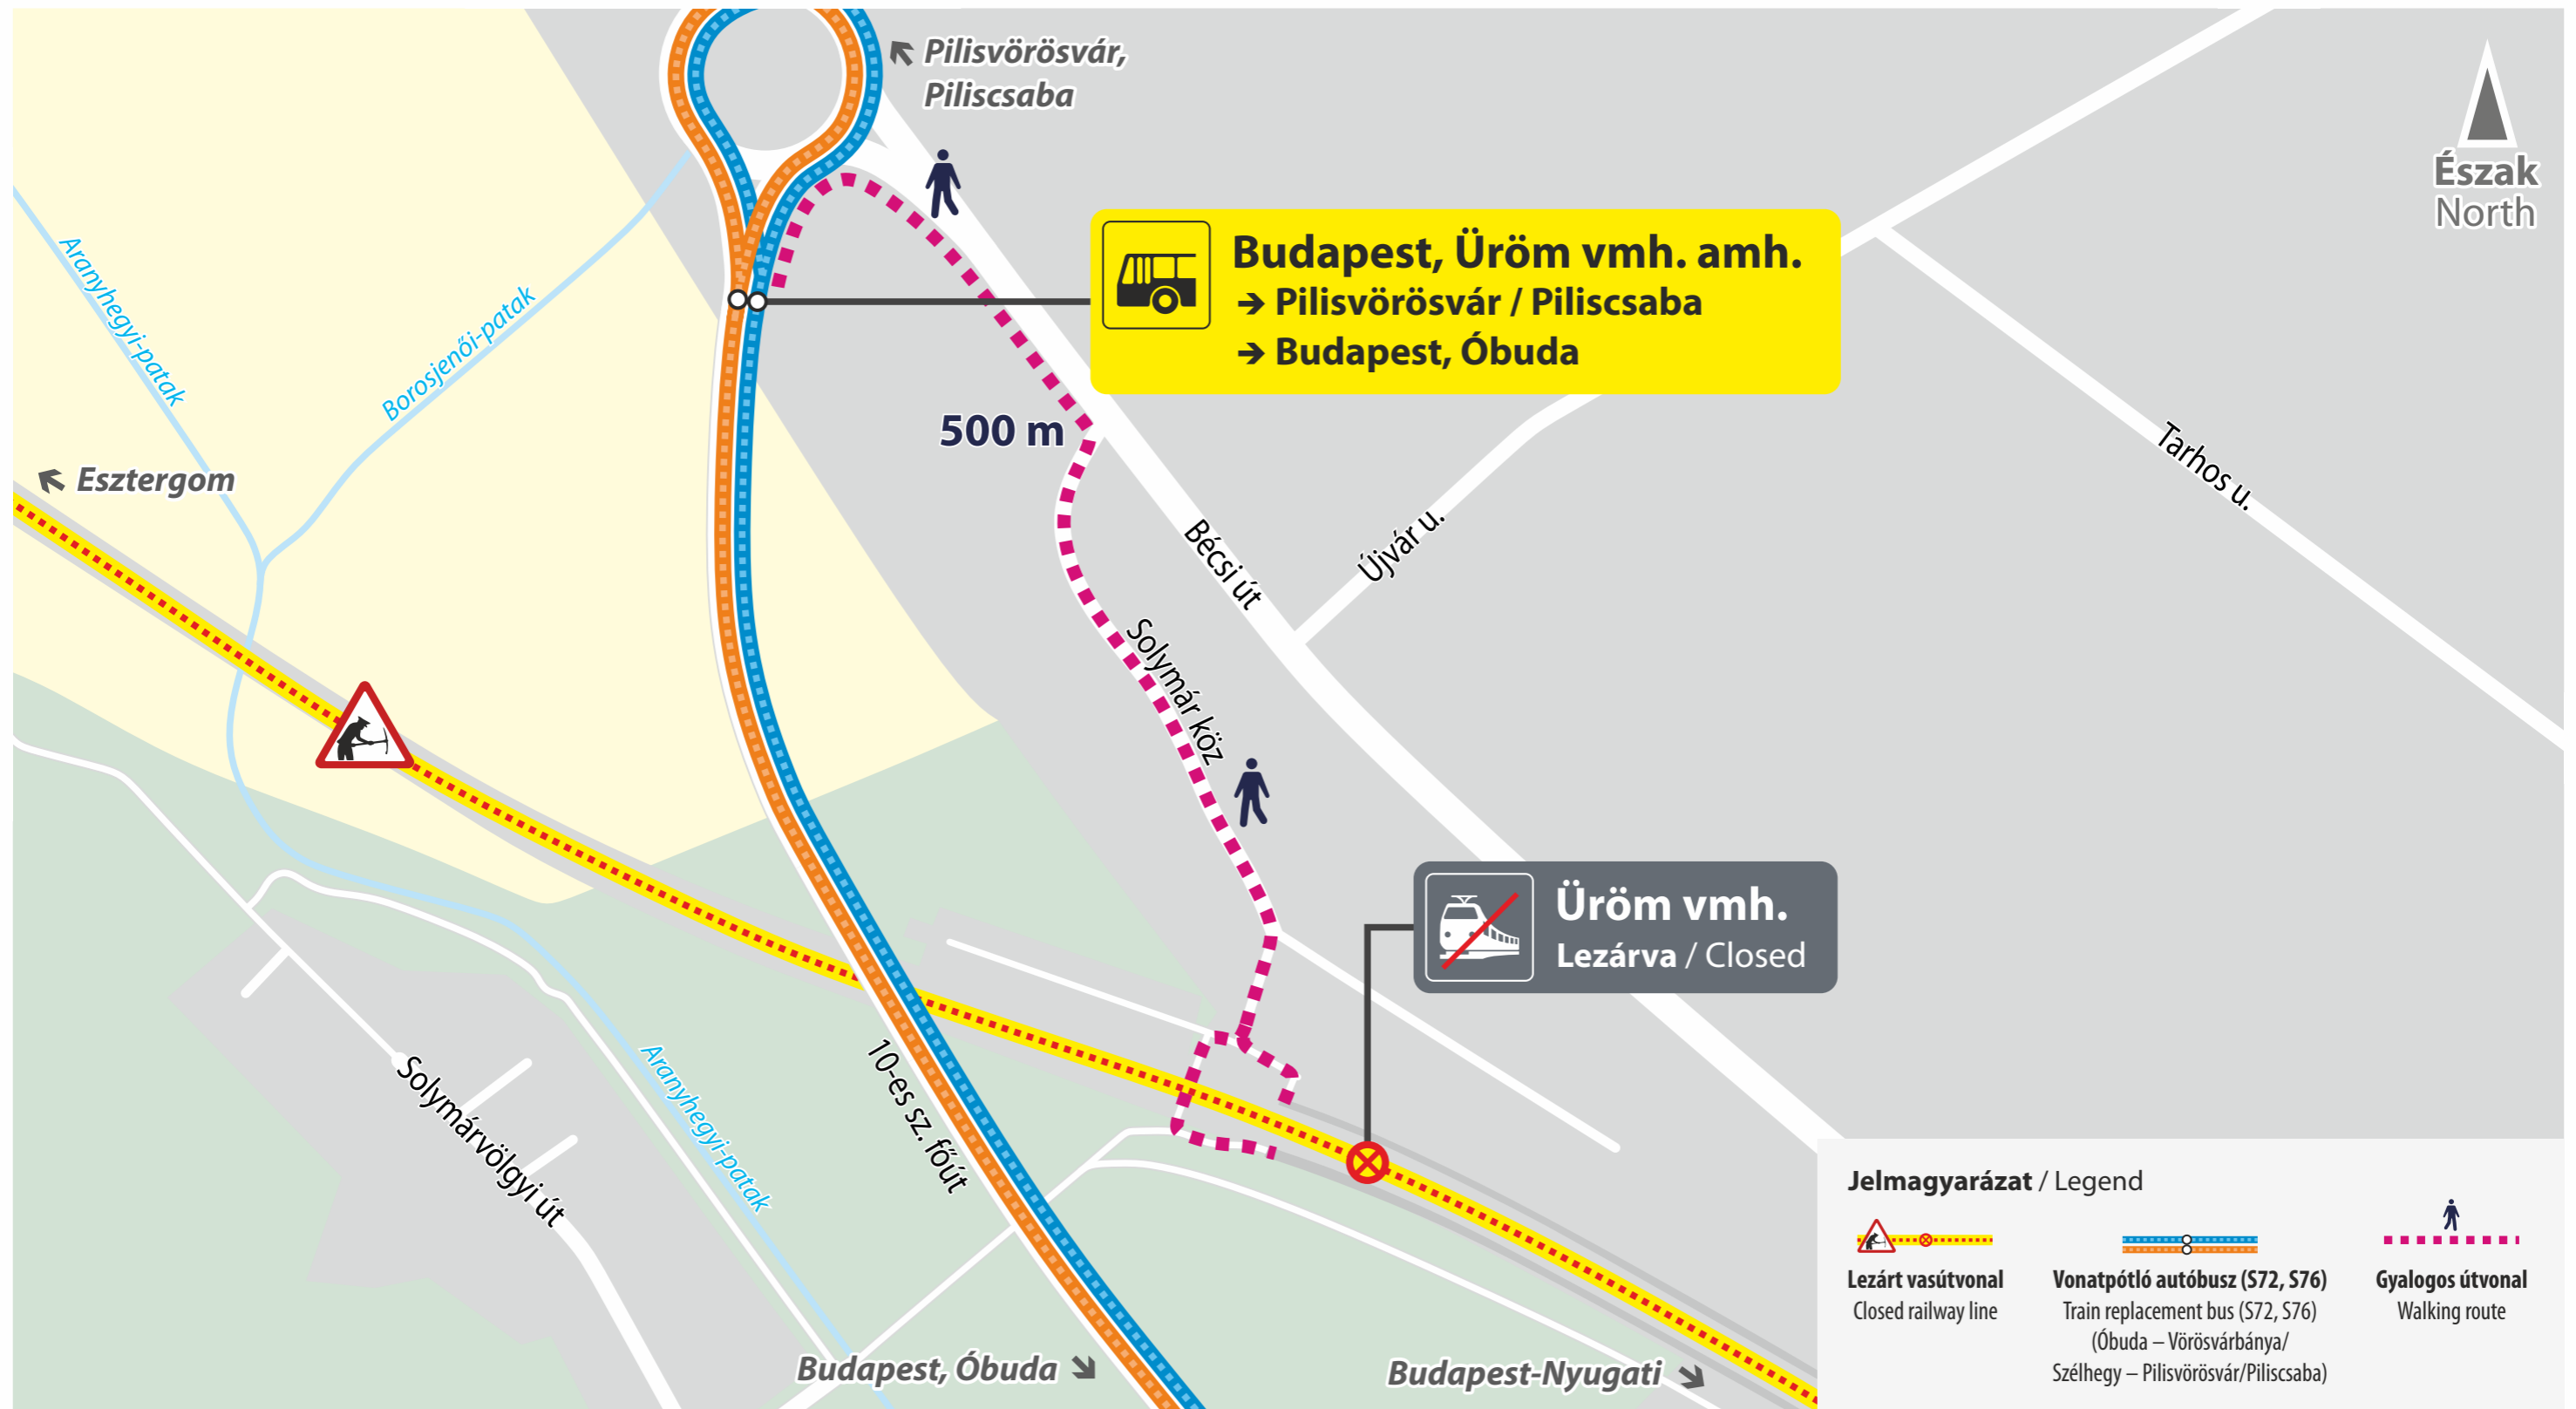 Pilisvörösvár,
Piliscsaba
Észak
North
Budapest, Üröm vmh. amh.
→ Pilisvörösvár / Piliscsaba
→ Budapest, Óbuda
Aranyhegyi-patak
Borosjenői-patak
500 m
Esztergom
Tarhos u.
Bécsi út
Újvár u.
Solymár köz
Üröm vmh.
Lezárva / Closed
10-es sz. főút
Solymárvölgyi út
Aranyhegyi-patak
Budapest, Óbuda
Budapest-Nyugati
Jelmagyarázat / Legend
Lezárt vasútvonal
Closed railway line
Vonatpótló autóbusz (S72, S76)
Train replacement bus (S72, S76)
(Óbuda – Vörösvárbánya/
Szélhegy – Pilisvörösvár/Piliscsaba)
Gyalogos útvonal
Walking route